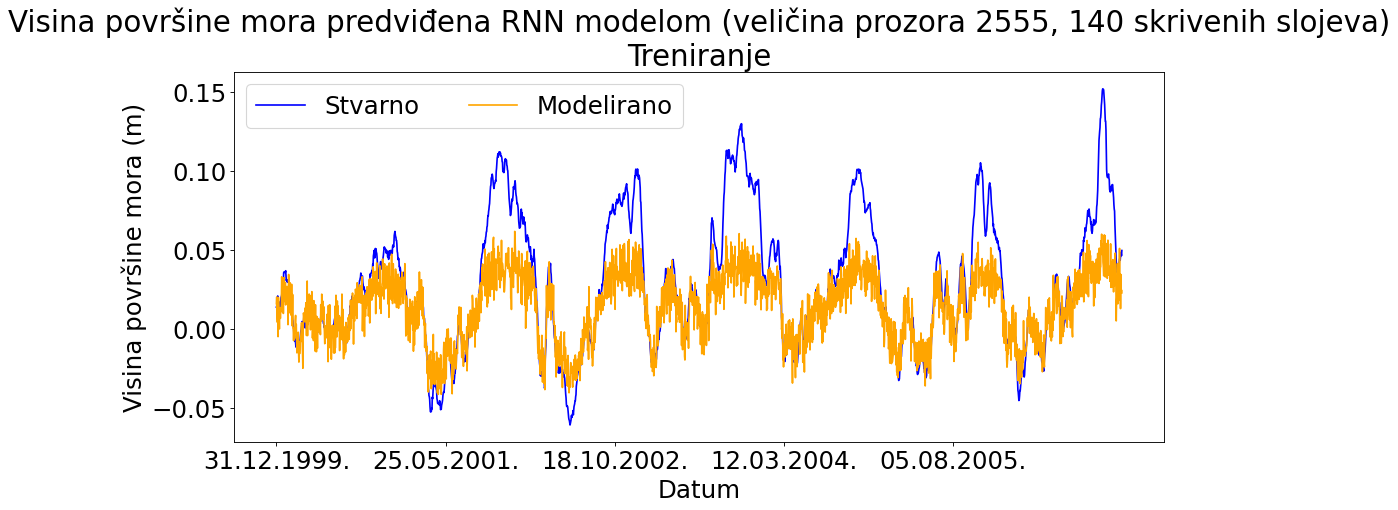 Visina površine mora predviđena RNN modelom (veličina prozora 2555, 140 skrivenih slojeva)
Treniranje
Stvarno
Modelirano
Visina površine mora (m)
0.15
0.10
0.05
0.00
−0.05
31.12.1999.
25.05.2001.
18.10.2002.
12.03.2004.
05.08.2005.
Datum